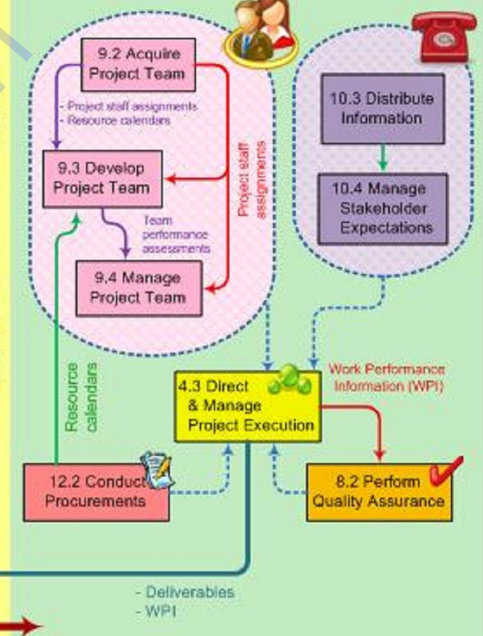 9.2 Acquire
Project Team
- Project staff assignments
- Resource calendars
9.3 Develop
Project Team
Project staff
assignments
Team
performance
assessments
9.4 Manage
Project Team
10.3 Distribute
Information
10.4 Manage
Stakeholder
Expectations
4.3 Direct
& Manage
Project Execution
Work Performance
Information (WPI)
Resource
calendars
12.2 Conduct
Procurements
8.2 Perform
Quality Assurance
- Deliverables
- WPI